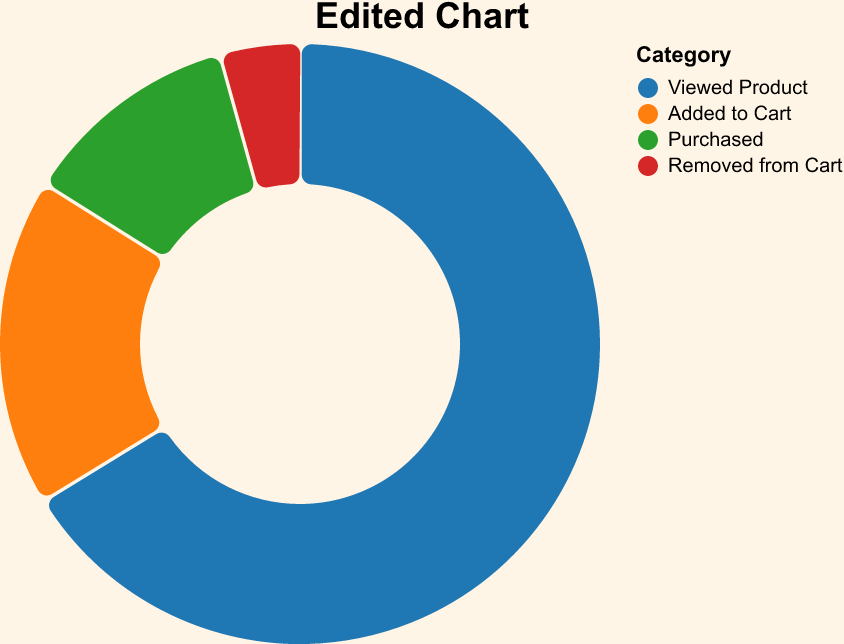 Edited Chart
Category
Viewed Product
Added to Cart
Purchased
Removed from Cart